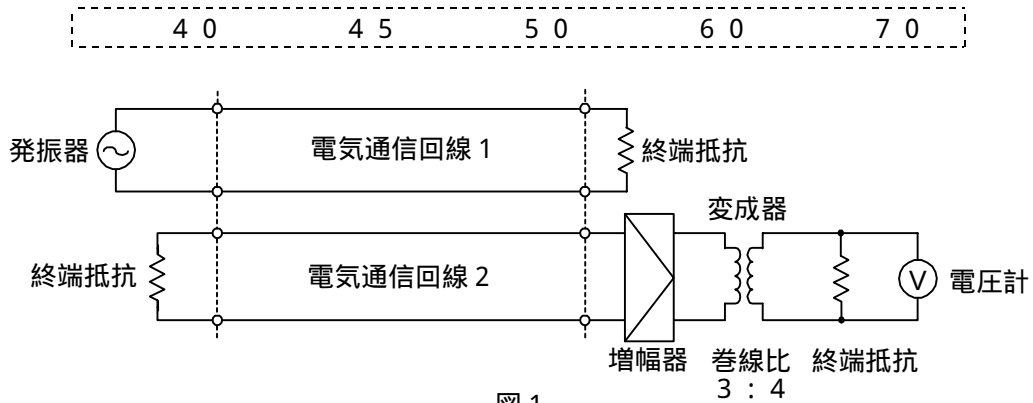 40 45 50 60 70
電気通信回線1
発振器
終端抵抗
変成器
電気通信回線2
終端抵抗
V
電圧計
増幅器 巻線比 終端抵抗
3:4
図1